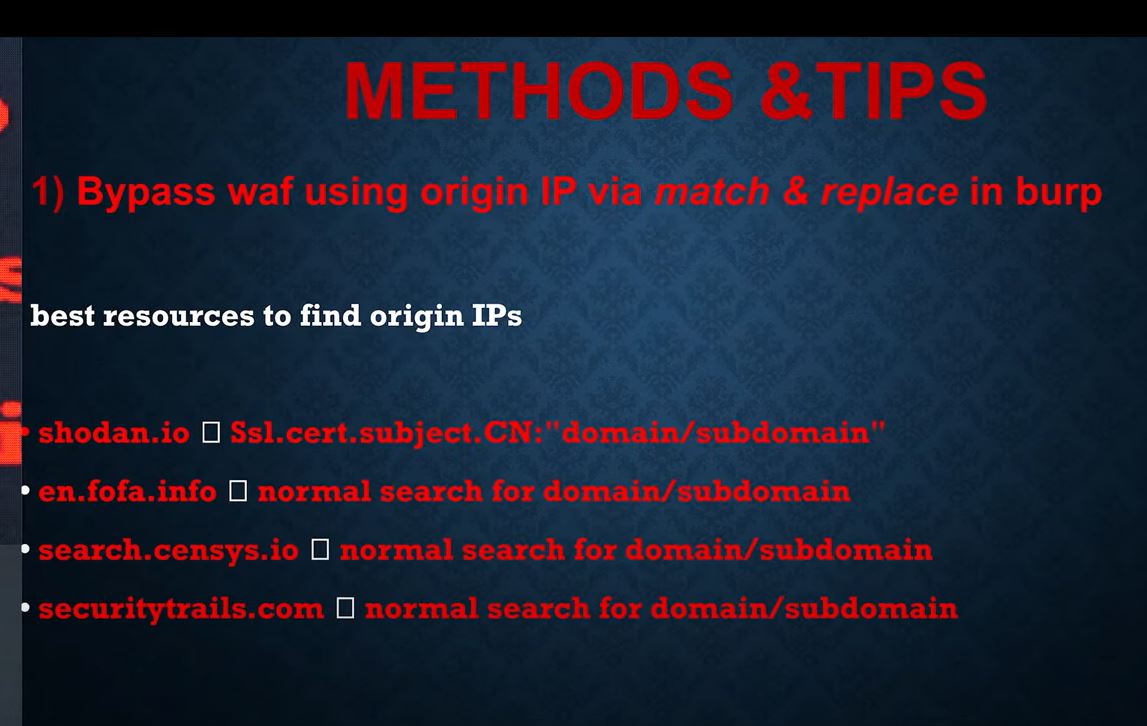 METHODS &TIPS
1) Bypass waf using origin IP via match & replace in burp
best resources to find origin IPs
• shodan.io □ Ssl.cert.subject.CN:"domain/subdomain"
• en.fofa.info □ normal search for domain/subdomain
• search.censys.io □ normal search for domain/subdomain
• securitytrails.com □ normal search for domain/subdomain